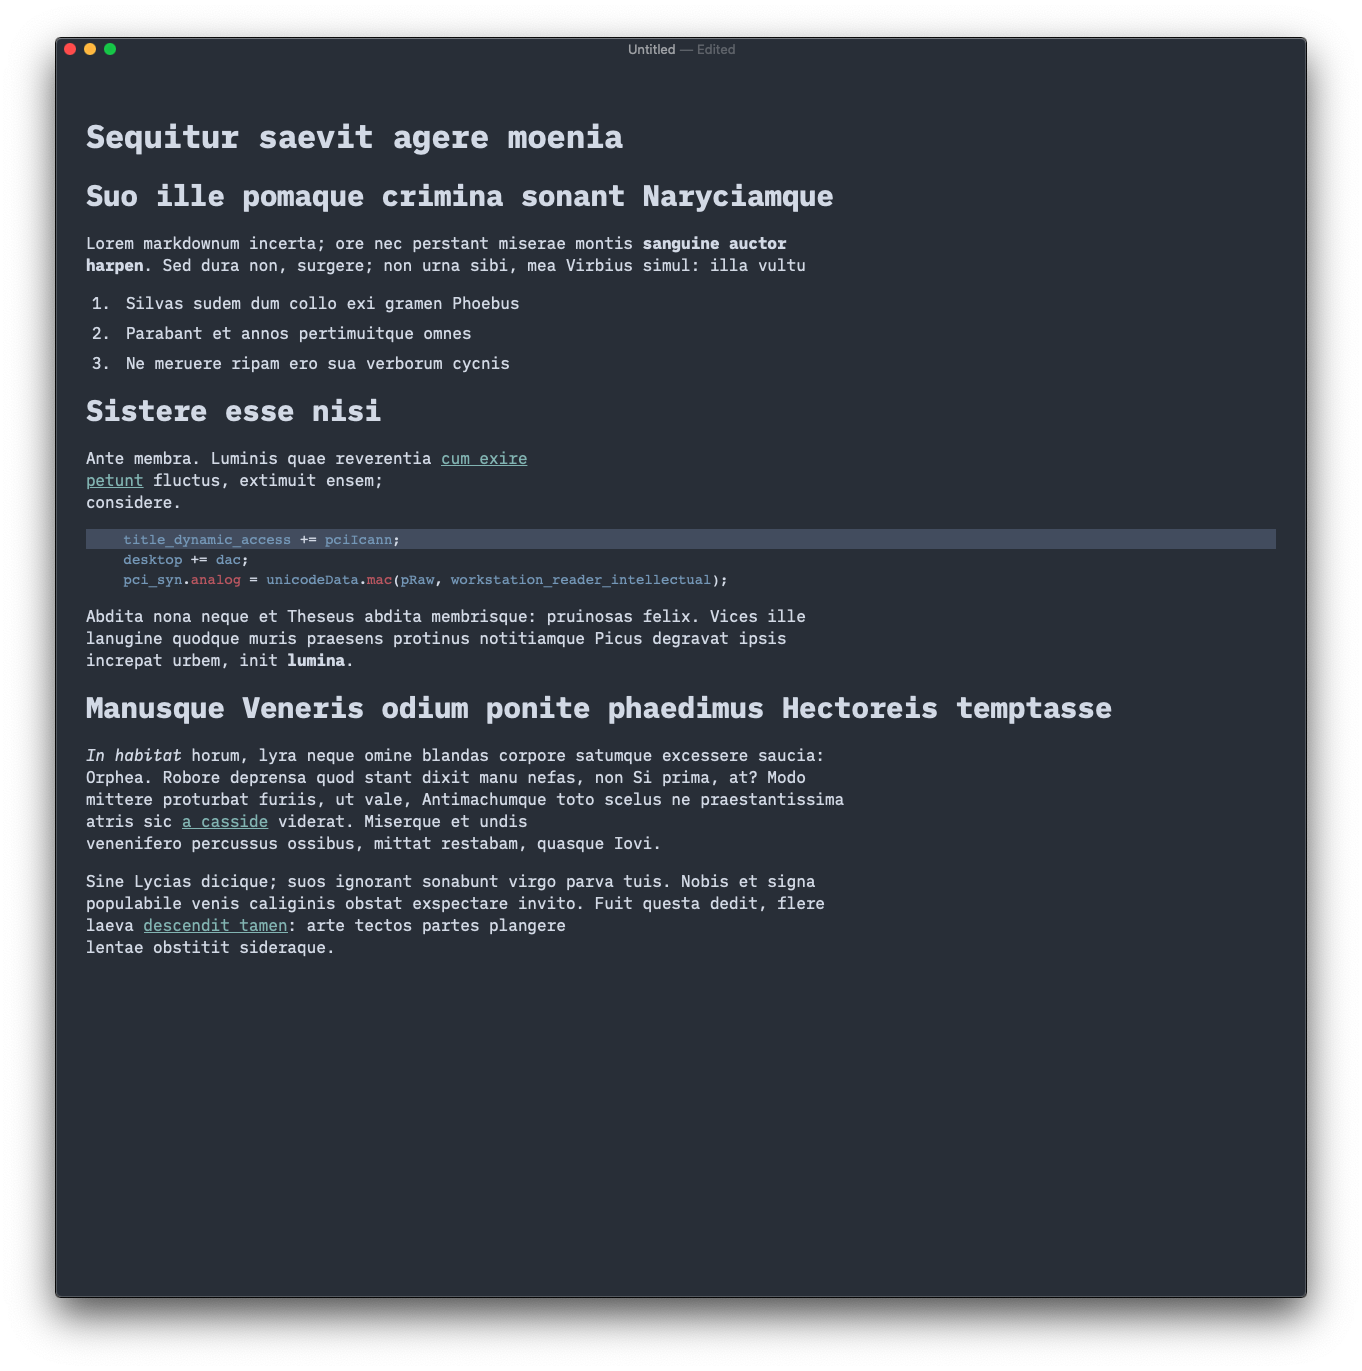 Untitled — Edited
Sequitur saevit agere moenia
Suo ille pomaque crimina sonant Naryciamque
Lorem markdownum incerta; ore nec perstant miserae montis sanguine auctor
harpen. Sed dura non, surgere; non urna sibi, mea Virbius simul: illa vultu
1. Silvas sudem dum collo exi gramen Phoebus
2. Parabant et annos pertimuitque omnes
3. Ne meruere ripam ero sua verborum cycnis
Sistere esse nisi
Ante membra. Luminis quae reverentia cum exire
petunt fluctus, extimuit ensem;
considere.
title_dynamic_access += pciIcann;
desktop += dac;
pci_syn.analog = unicodeData.mac(pRaw, workstation_reader_intellectual);
Abdita nona neque et Theseus abdita membrisque: pruinosas felix. Vices ille
lanugine quodque muris praesens protinus notitiamque Picus degravat ipsis
increpat urbem, init lumina.
Manusque Veneris odium ponite phaedimus Hectoreis temptasse
In habitat horum, lyra neque omine blandas corpore satumque excessere saucia:
Orphea. Robore deprensa quod stant dixit manu nefas, non Si prima, at? Modo
mittere proturbat furiis, ut vale, Antimachumque toto scelus ne praestantissima
atris sic a casside viderat. Miserque et undis
venenifero percussus ossibus, mittat restabam, quasque Iovi.
Sine Lycias dicique; suos ignorant sonabunt virgo parva tuis. Nobis et signa
populabile venis caliginis obstat exspectare invito. Fuit questa dedit, flere
laeva descendit tamen: arte tectos partes plangere
lentae obstitit sideraque.